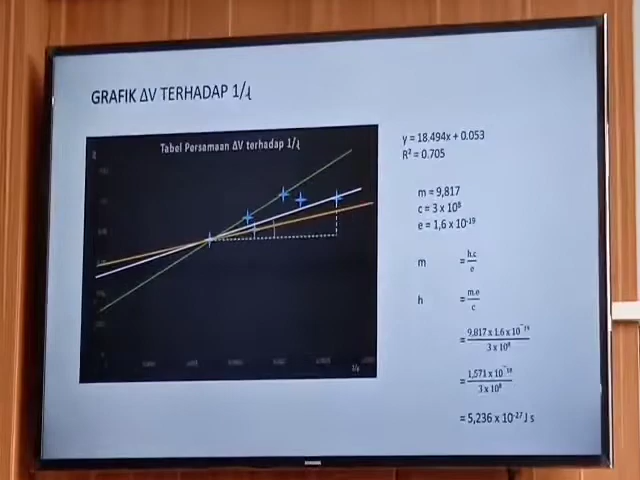 GRAFIK ΔV TERHADAP 1/λ
Tabel Persamaan ΔV terhadap 1/λ
y = 18.494x + 0.053
R² = 0.705
m = 9,817
c = 3 x 10⁸
e = 1,6 x 10⁻¹⁹
m = h.c/e
h = m.e/c
= 9,817 x 1.6 x 10⁻¹⁹/3 x 10⁸
= 1,571 x 10⁻¹⁸/3 x 10⁸
= 5,236 x 10⁻²⁷ J s